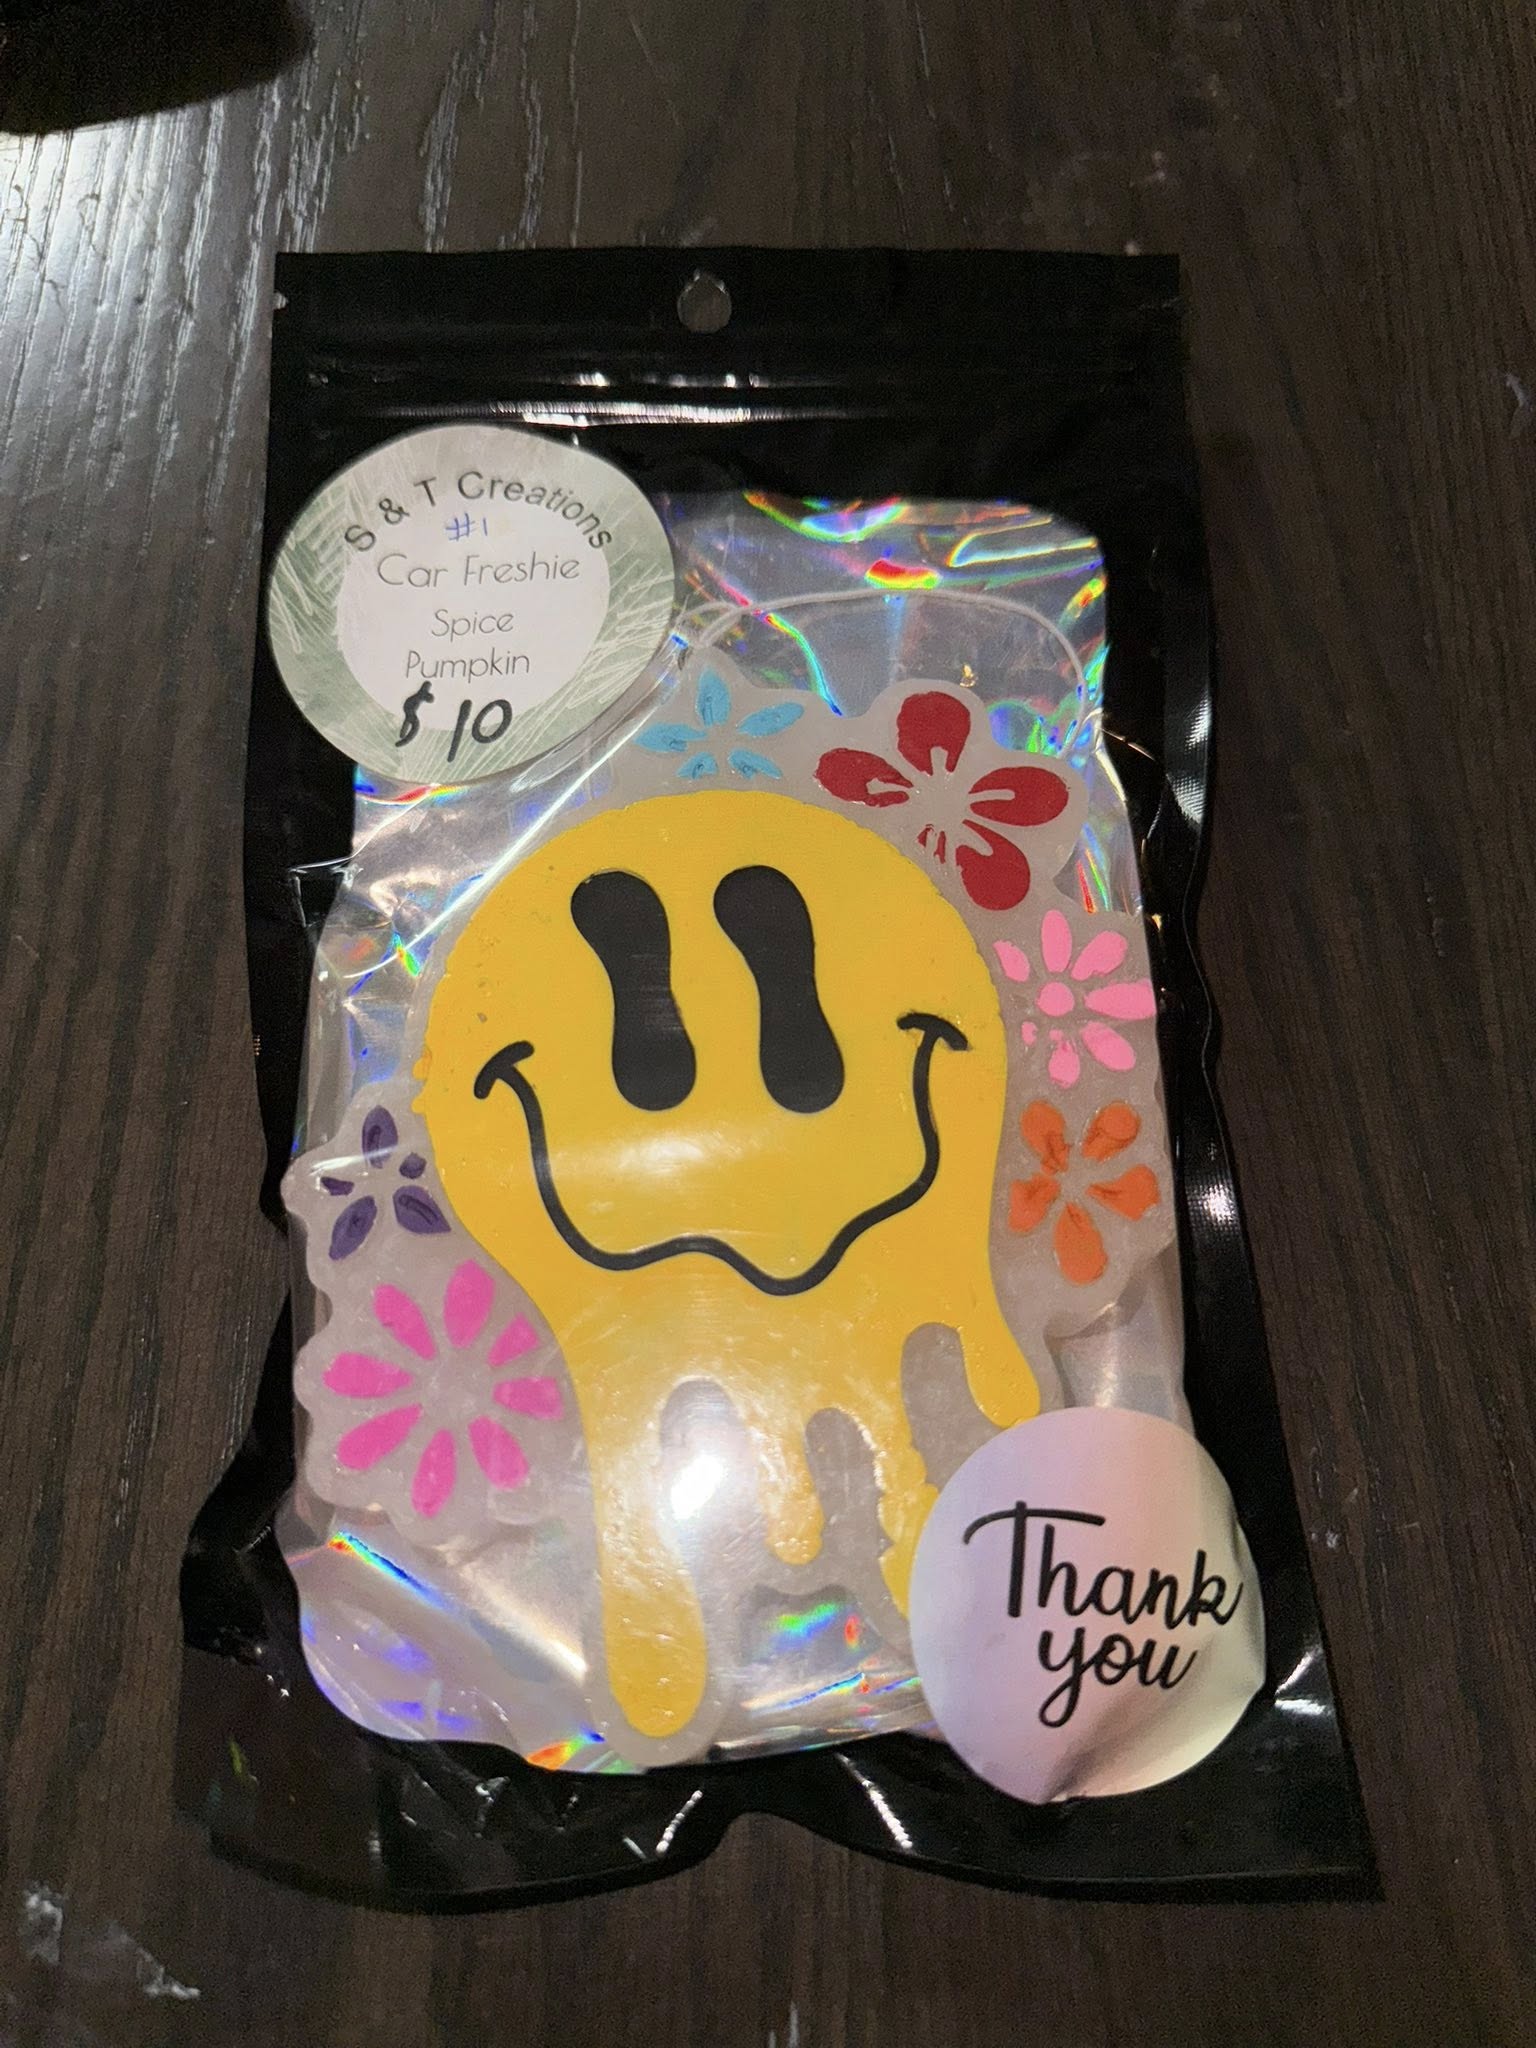 S & T Creations
#1
Car Freshie
Spice
Pumpkin
$10
Thank
you